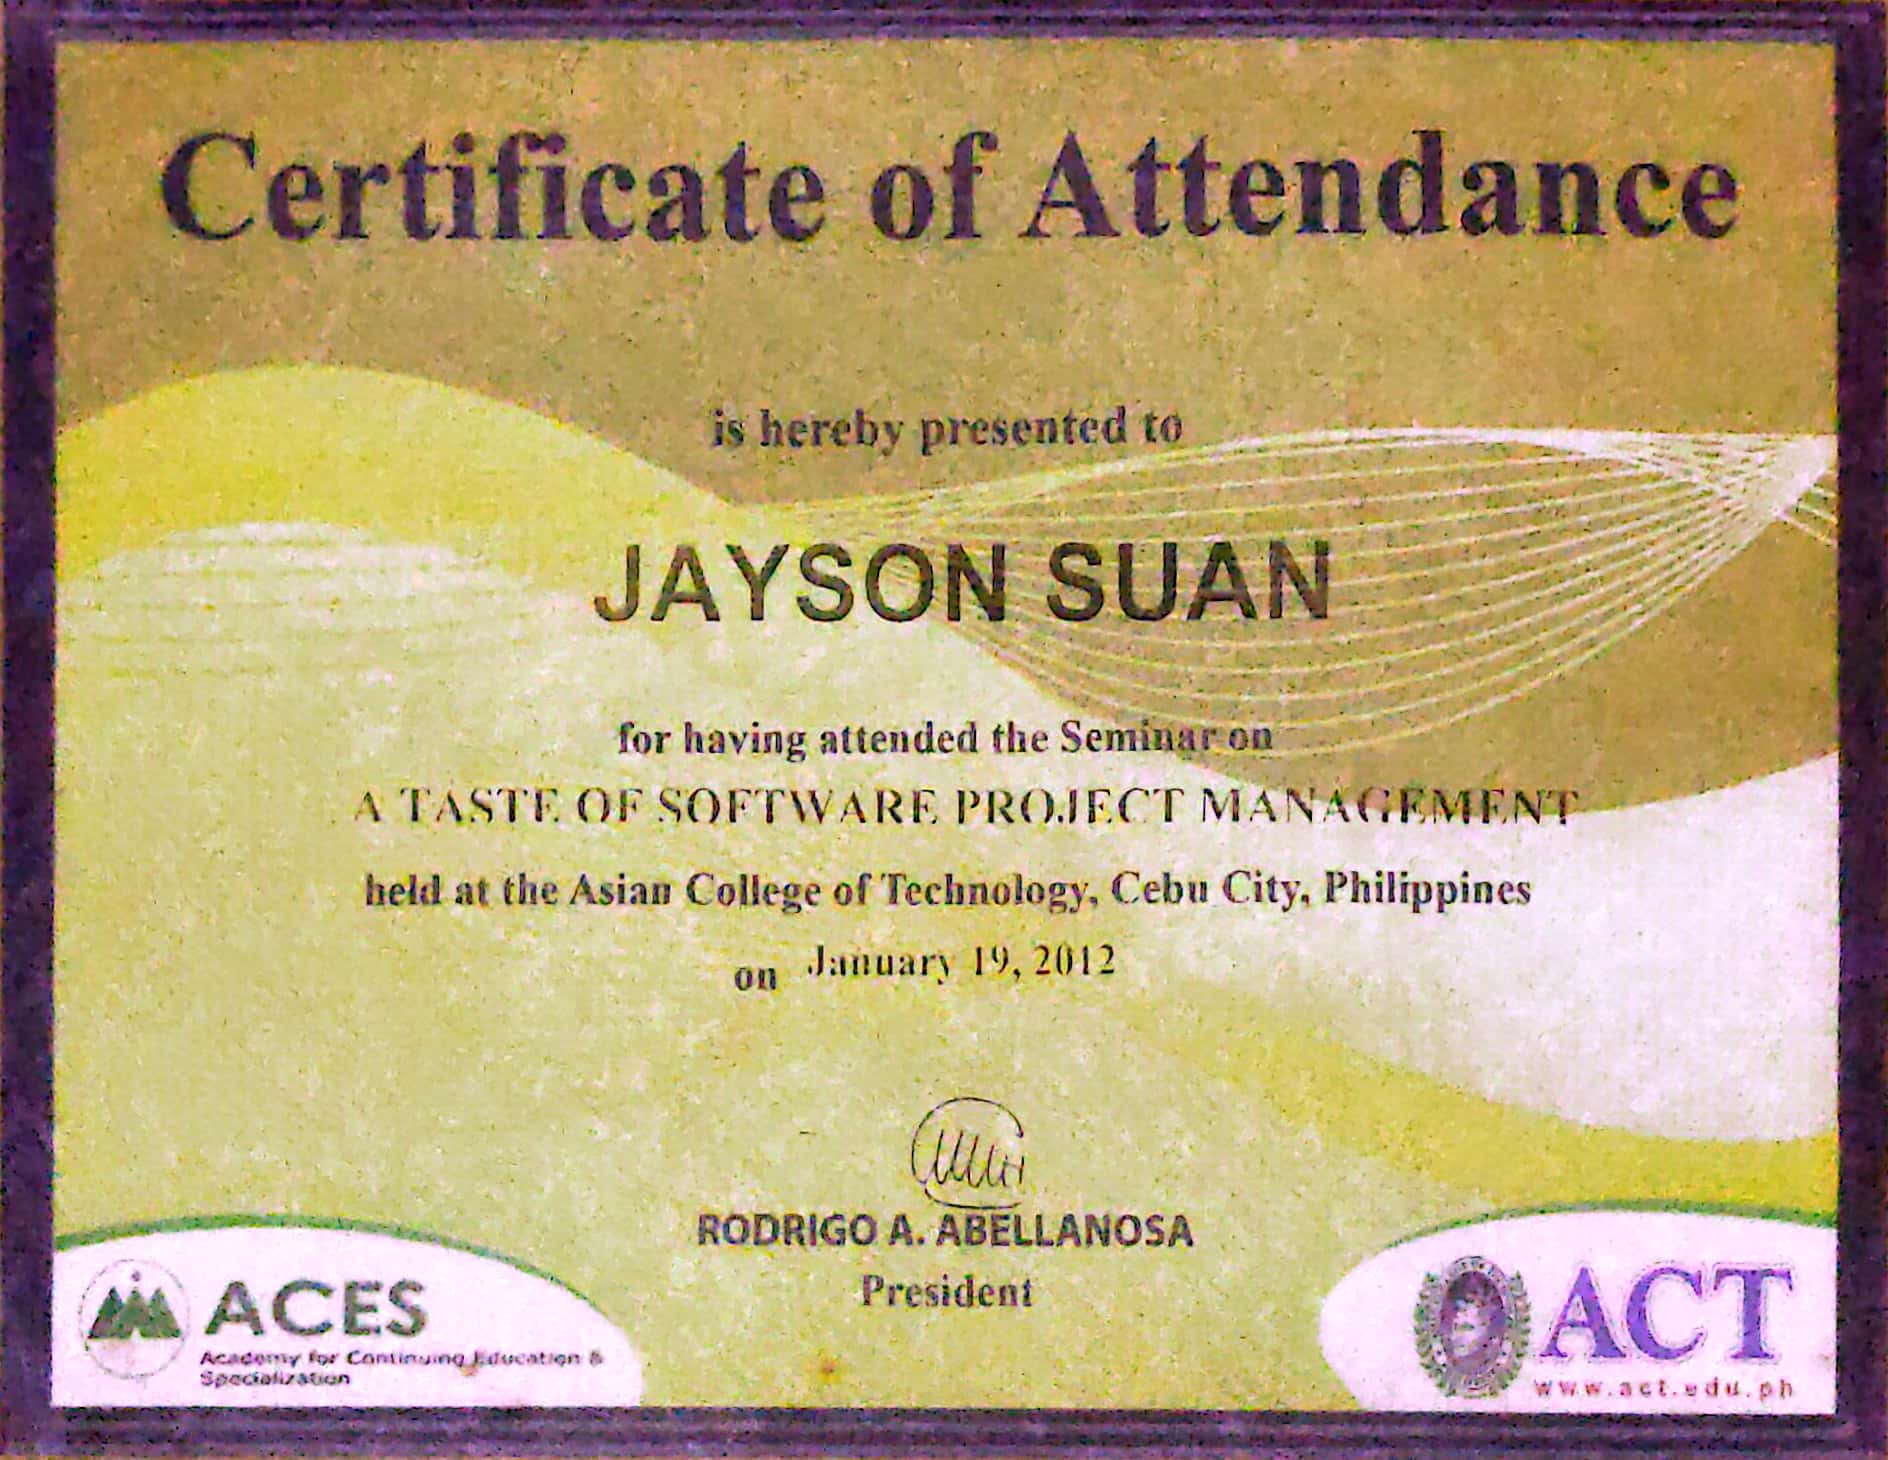 Certificate of Attendance
is hereby presented to
JAYSON SUAN
for having attended the Seminar on
A TASTE OF SOFTWARE PROJECT MANAGEMENT
held at the Asian College of Technology, Cebu City, Philippines
on January 19, 2012
RODRIGO A. ABELLANOSA
President
ACES
Academy for Continuing Education &
Specialization
ACT
www.act.edu.ph